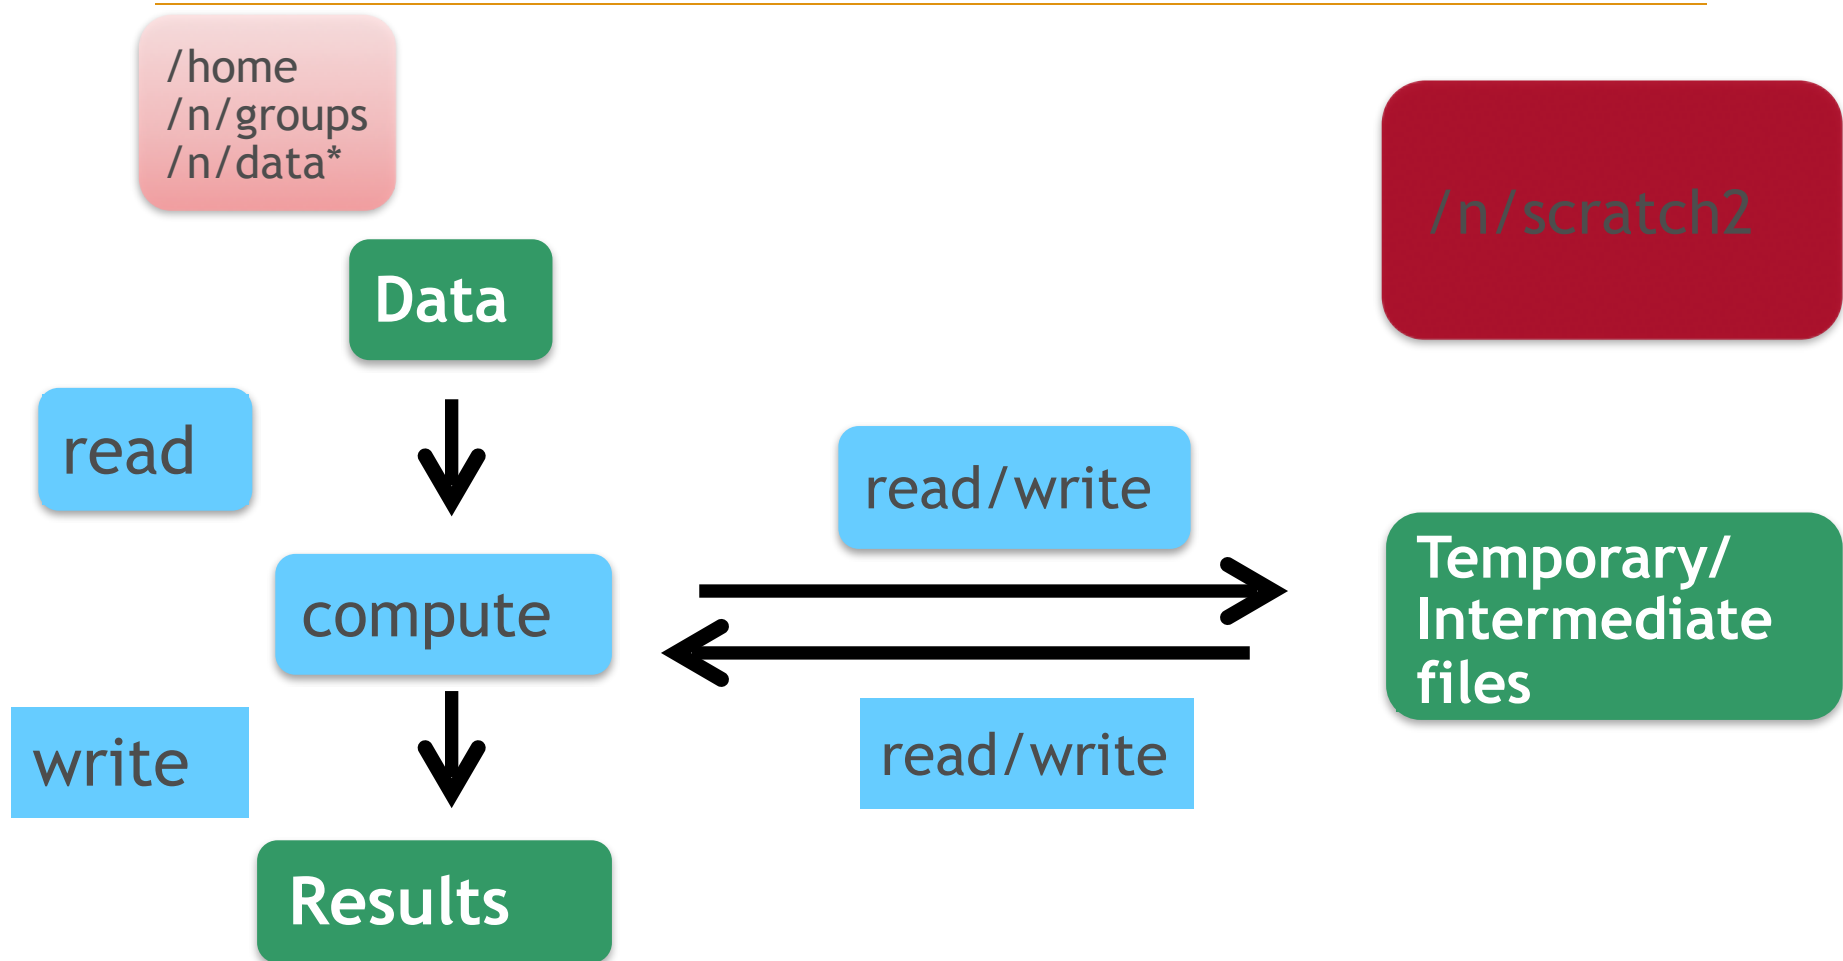 /home
/n/groups
/n/data*
/n/scratch2
Data
read
read/write
compute
Temporary/
Intermediate
files
write
read/write
Results